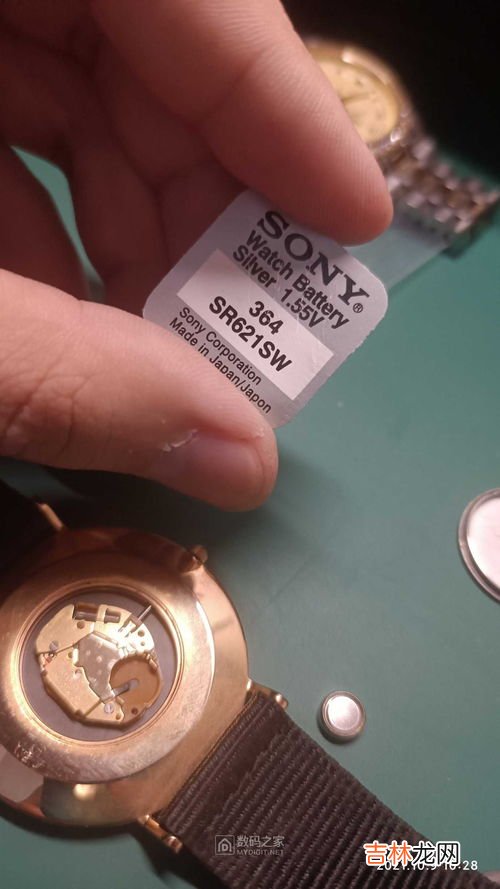 SONY®
Watch Battery
Silver 1.55V
364
SR621SW
Sony Corporation
Made in Japan/Japon
数码之家
MYDIGIT.NET
吉林龙网